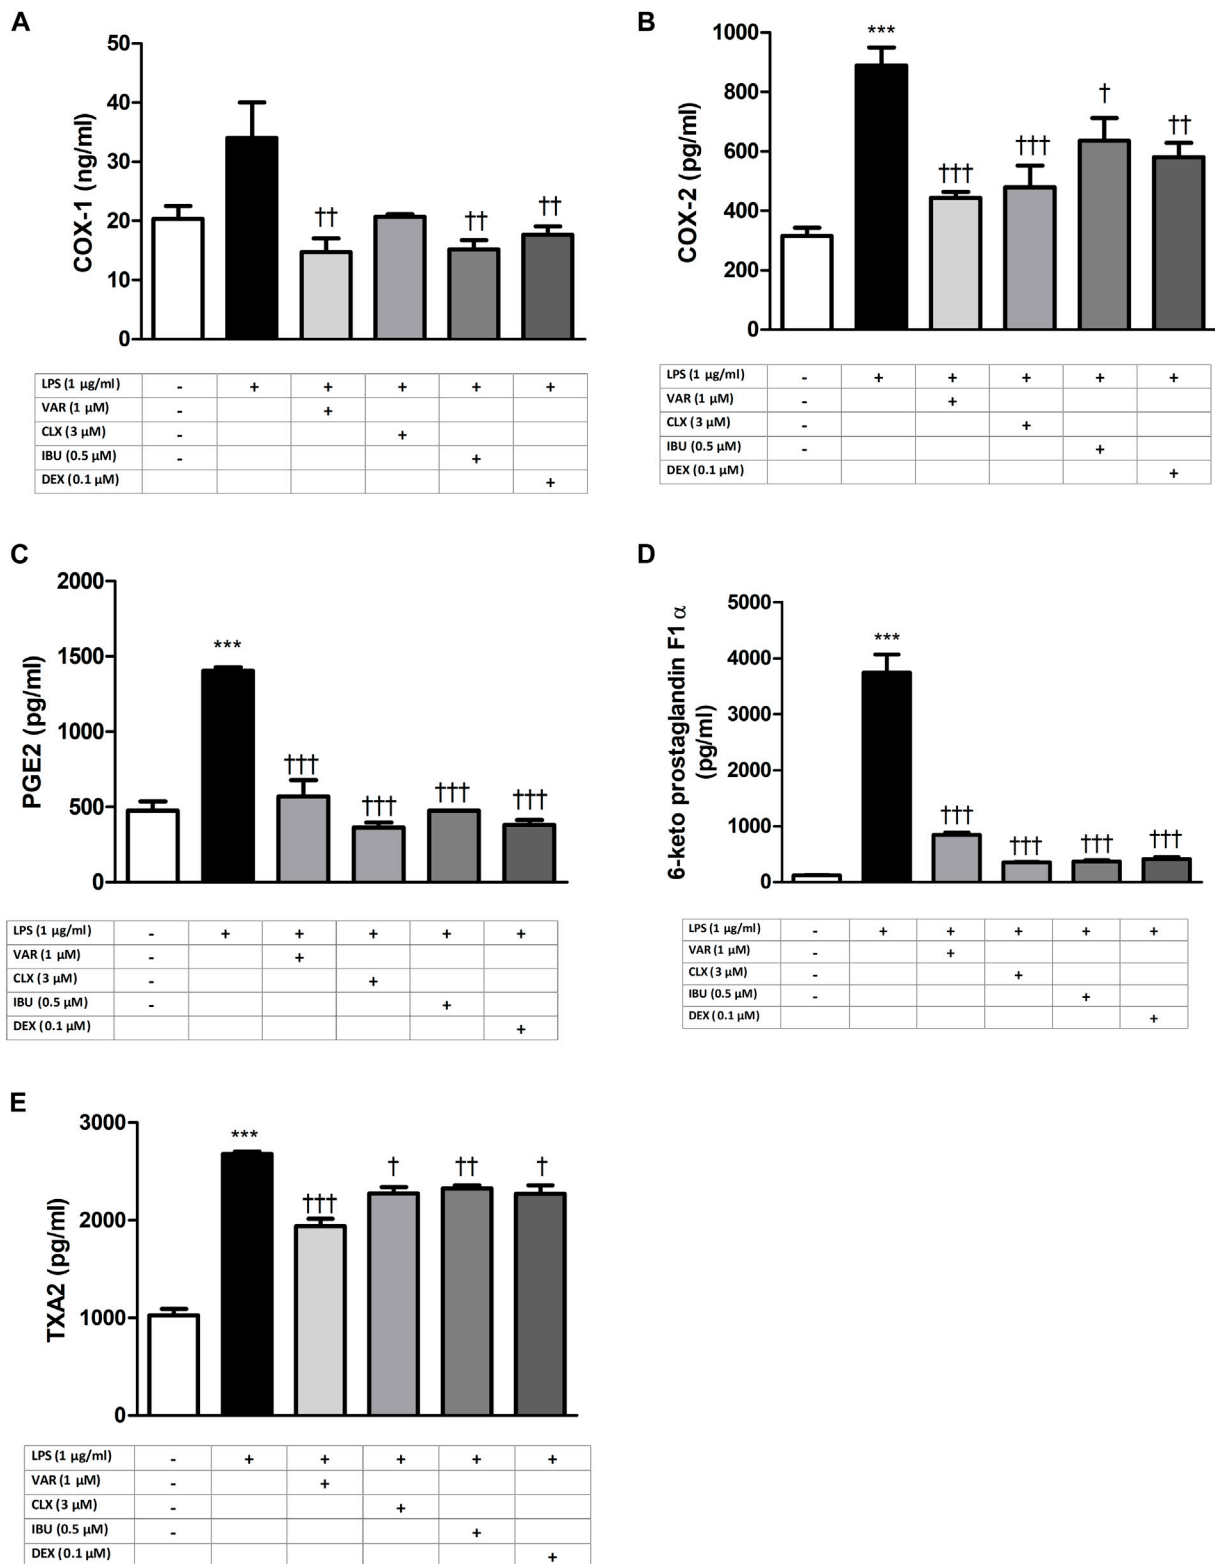 A
50
40
30
20
10
0
COX-1 (ng/ml)
††
††
††
LPS (1 µg/ml) - + + + + +
VAR (1 µM) - +
CLX (3 µM) - +
IBU (0.5 µM) - +
DEX (0.1 µM) +
B
1000
800
600
400
200
0
COX-2 (pg/ml)
***
†††
†††
†
††
LPS (1 µg/ml) - + + + + +
VAR (1 µM) - +
CLX (3 µM) - +
IBU (0.5 µM) - +
DEX (0.1 µM) +
C
2000
1500
1000
500
0
PGE2 (pg/ml)
***
†††
†††
†††
†††
LPS (1 µg/ml) - + + + + +
VAR (1 µM) - +
CLX (3 µM) - +
IBU (0.5 µM) - +
DEX (0.1 µM) +
D
5000
4000
3000
2000
1000
0
6-keto prostaglandin F1 α
(pg/ml)
***
†††
†††
†††
†††
LPS (1 µg/ml) - + + + + +
VAR (1 µM) - +
CLX (3 µM) - +
IBU (0.5 µM) - +
DEX (0.1 µM) +
E
3000
2000
1000
0
TXA2 (pg/ml)
***
†††
†
††
†
LPS (1 µg/ml) - + + + + +
VAR (1 µM) - +
CLX (3 µM) - +
IBU (0.5 µM) - +
DEX (0.1 µM) +